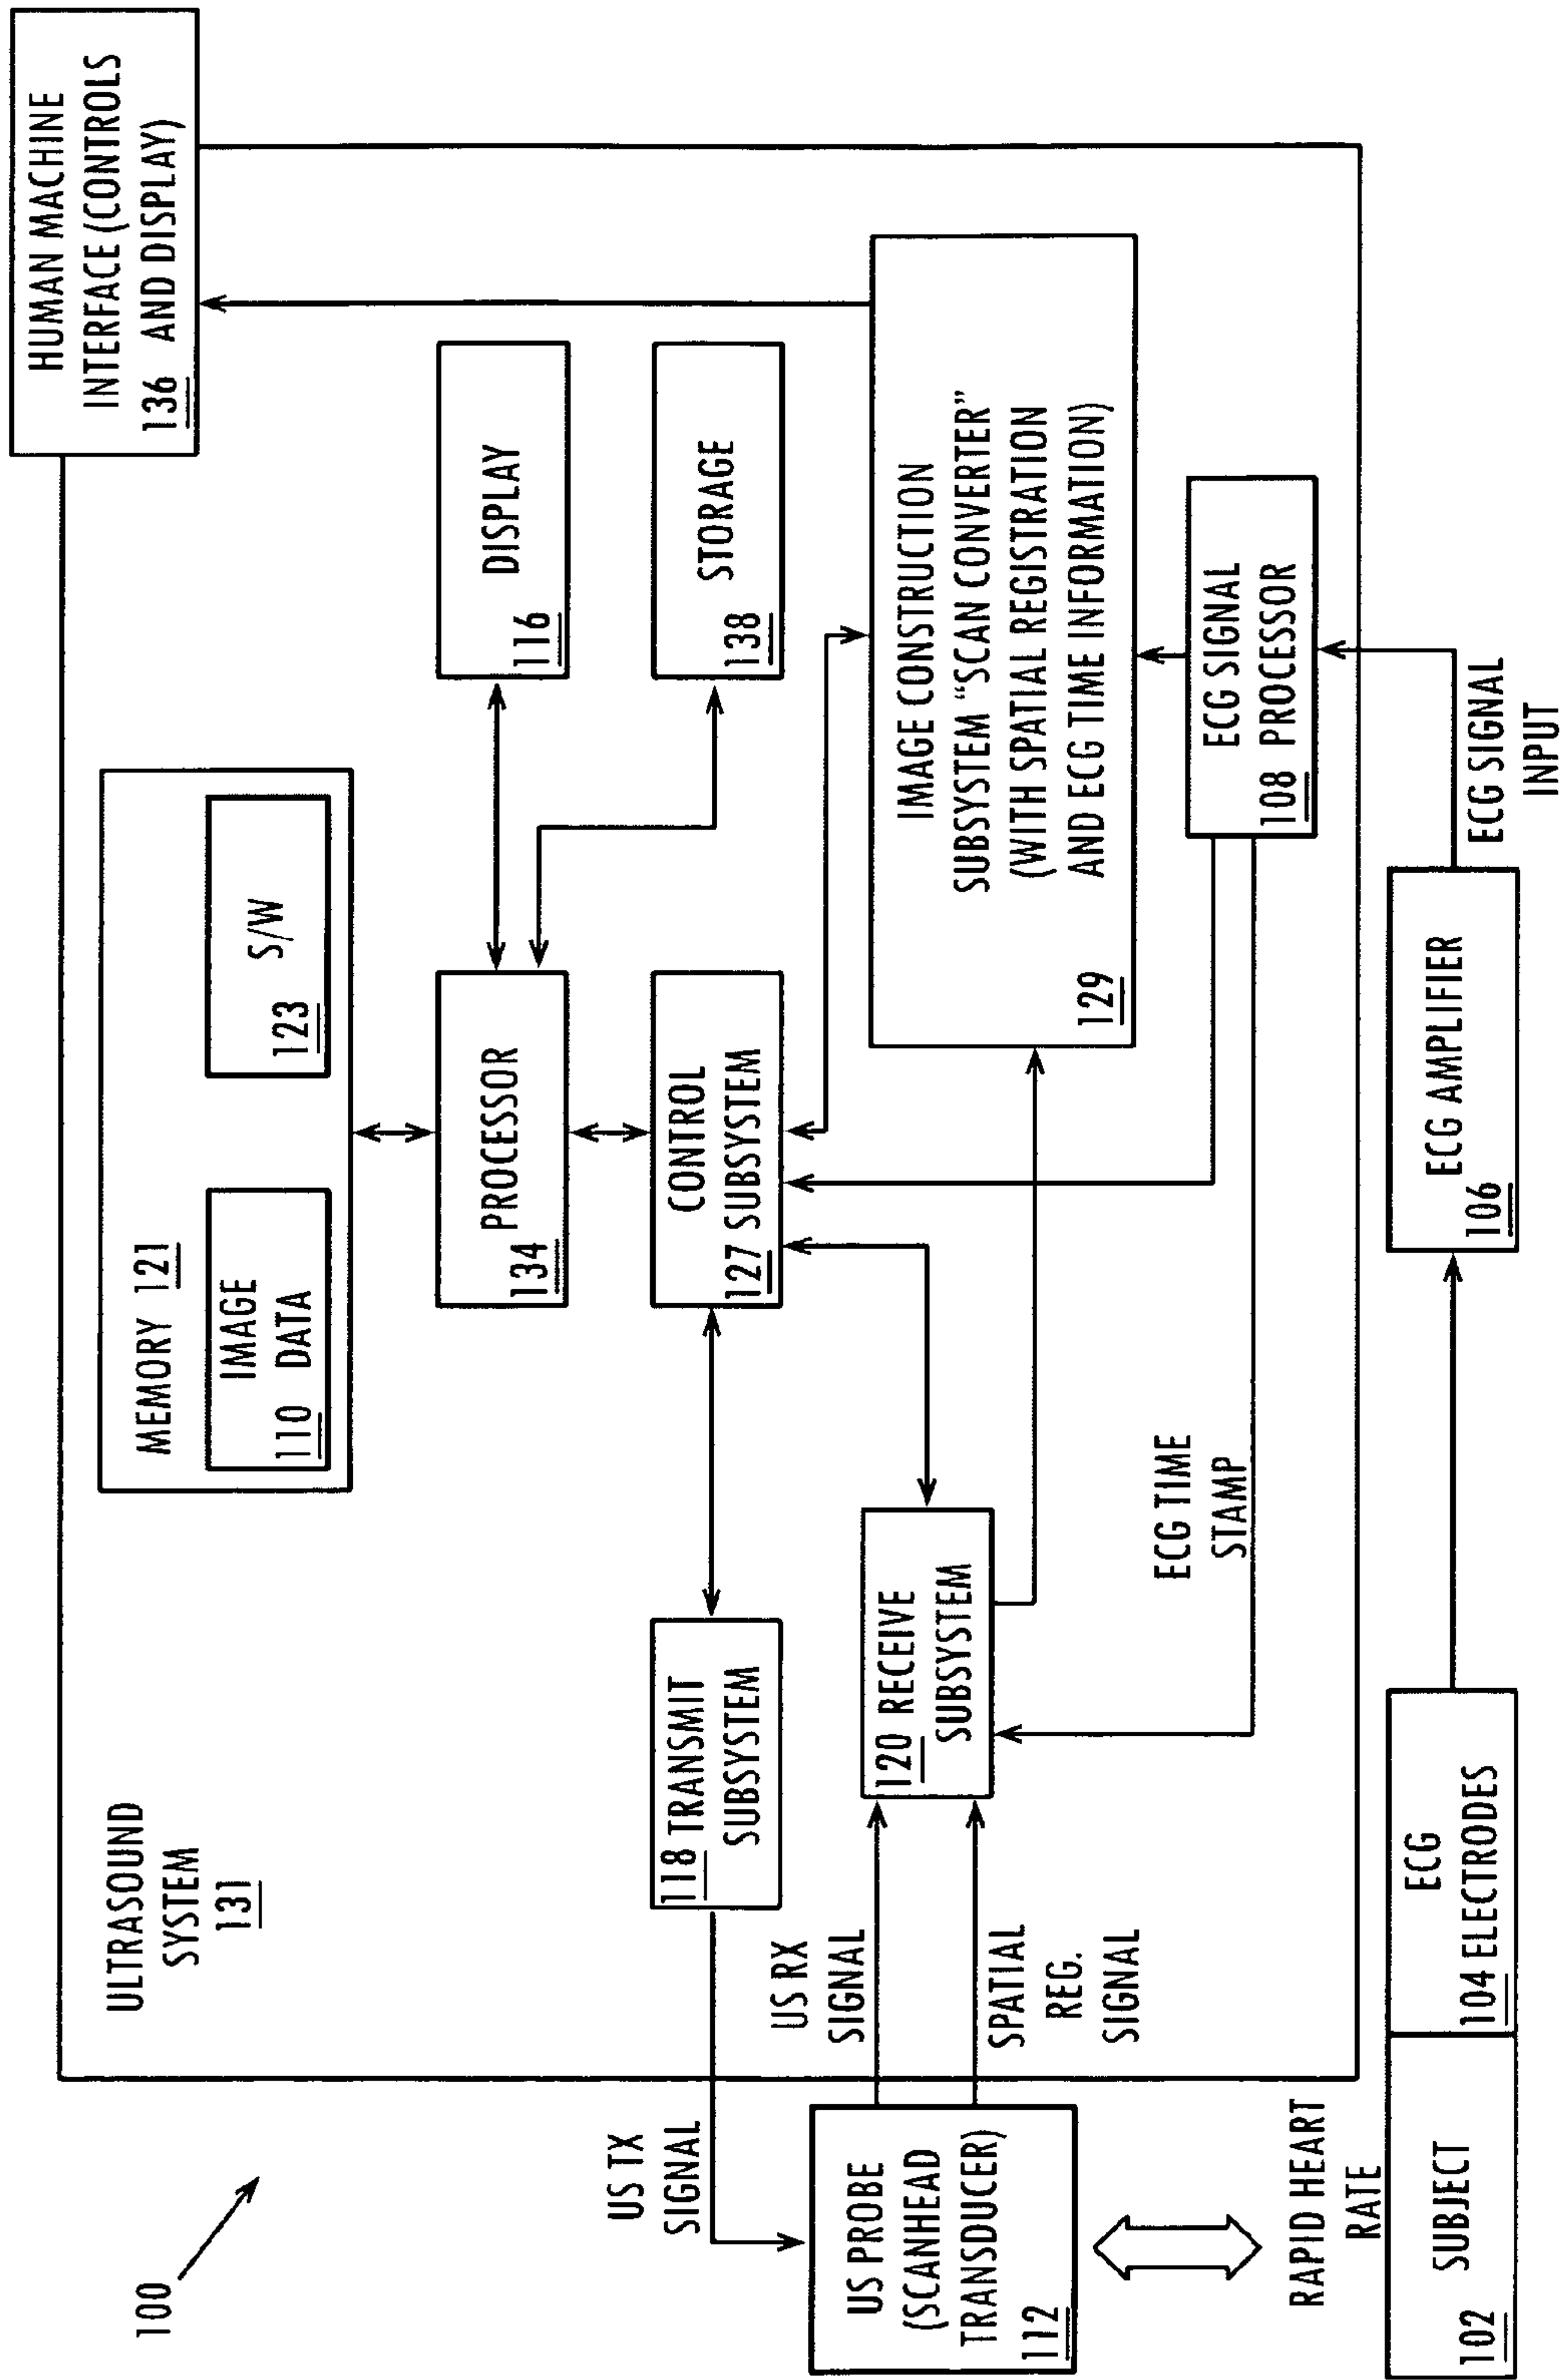 100
ULTRASOUND
SYSTEM
131
MEMORY 121
IMAGE
110 DATA
S/W
123
HUMAN MACHINE
INTERFACE (CONTROLS
136 AND DISPLAY)
PROCESSOR
134
DISPLAY
116
US TX
SIGNAL
118 TRANSMIT
SUBSYSTEM
CONTROL
127 SUBSYSTEM
STORAGE
138
US PROBE
(SCANHEAD
TRANSDUCER)
112
US RX
SIGNAL
SPATIAL
REG.
SIGNAL
120 RECEIVE
SUBSYSTEM
IMAGE CONSTRUCTION
SUBSYSTEM "SCAN CONVERTER"
(WITH SPATIAL REGISTRATION
AND ECG TIME INFORMATION)
129
ECG TIME
STAMP
ECG SIGNAL
108 PROCESSOR
RAPID HEART
RATE
SUBJECT
102
ECG
104 ELECTRODES
ECG AMPLIFIER
106
ECG SIGNAL
INPUT